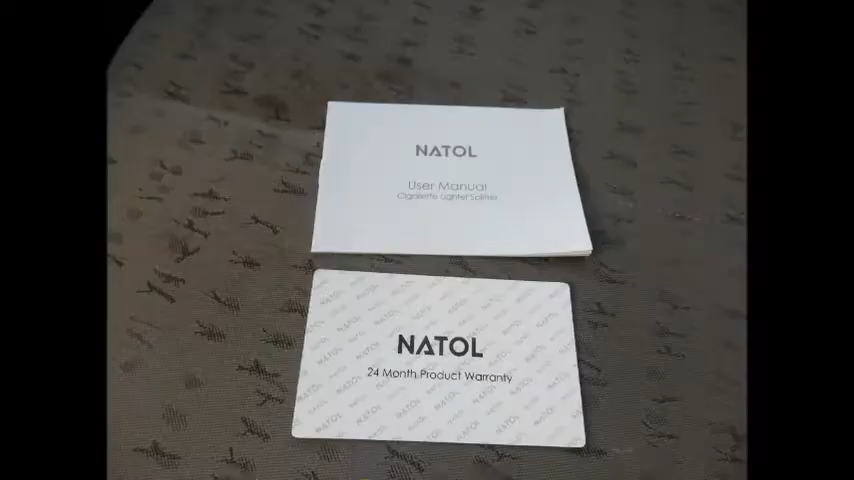 NATOL
User Manual
Cigarette Lighter Splitter
NATOL
24 Month Product Warranty